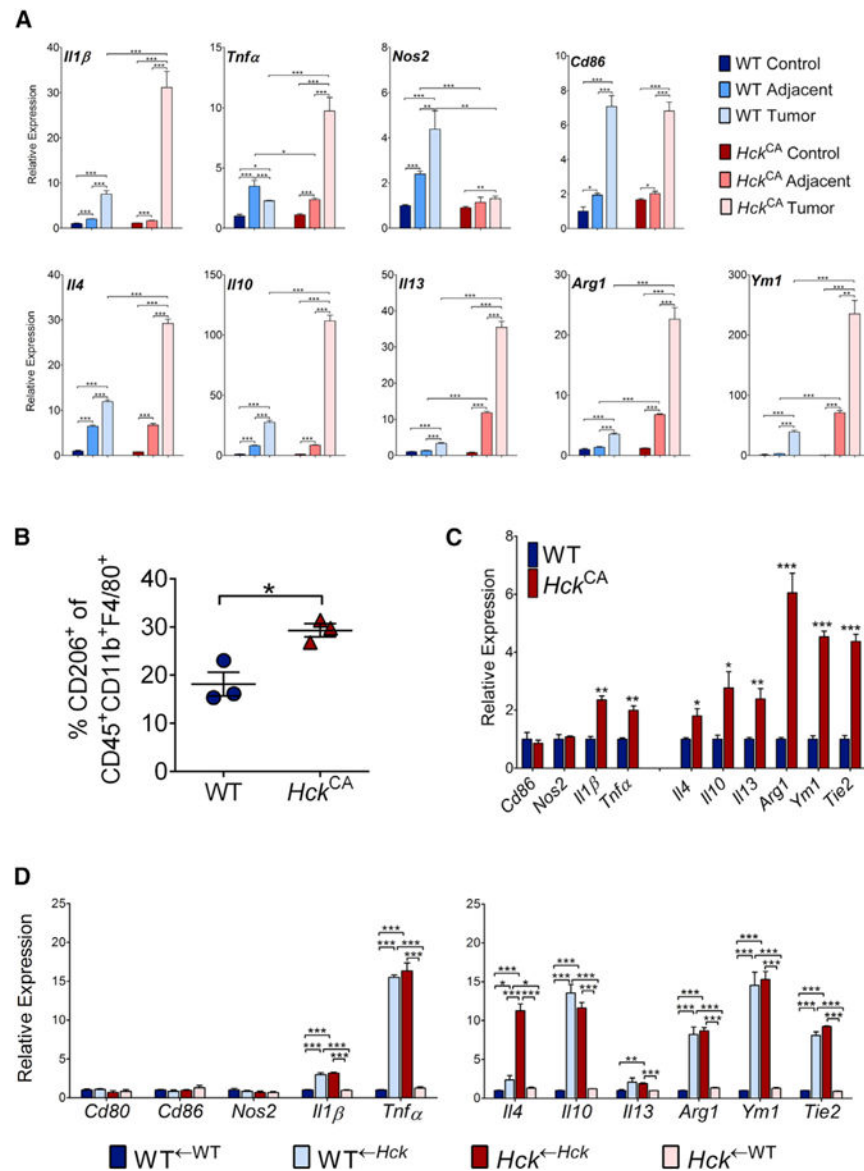 A
Il1β
Tnfα
Nos2
Cd86
WT Control
WT Adjacent
WT Tumor
HckCA Control
HckCA Adjacent
HckCA Tumor
Relative Expression
40
30
20
10
0
15
10
5
0
8
6
4
2
0
10
8
6
4
2
0
*** *** *** *** *** *** *** ***
*** *** *** * *** *** * *** *** ***
*** ** *** ** *** **
*** *** * *** *** *
Il4
Il10
Il13
Arg1
Ym1
Relative Expression
40
30
20
10
0
150
100
50
0
50
40
30
20
10
0
30
20
10
0
300
200
100
0
B
% CD206+ of
CD45+CD11b+F4/80+
40
30
20
10
0
*
WT
HckCA
C
WT
HckCA
Relative Expression
8
6
4
2
0
** ** * * ** *** *** ***
Cd86 Nos2 Il1β Tnfα Il4 Il10 Il13 Arg1 Ym1 Tie2
D
Relative Expression
25
20
15
10
5
0
25
20
15
10
5
0
Cd80 Cd86 Nos2 Il1β Tnfα
Il4 Il10 Il13 Arg1 Ym1 Tie2
WT←WT WT←Hck Hck←Hck Hck←WT